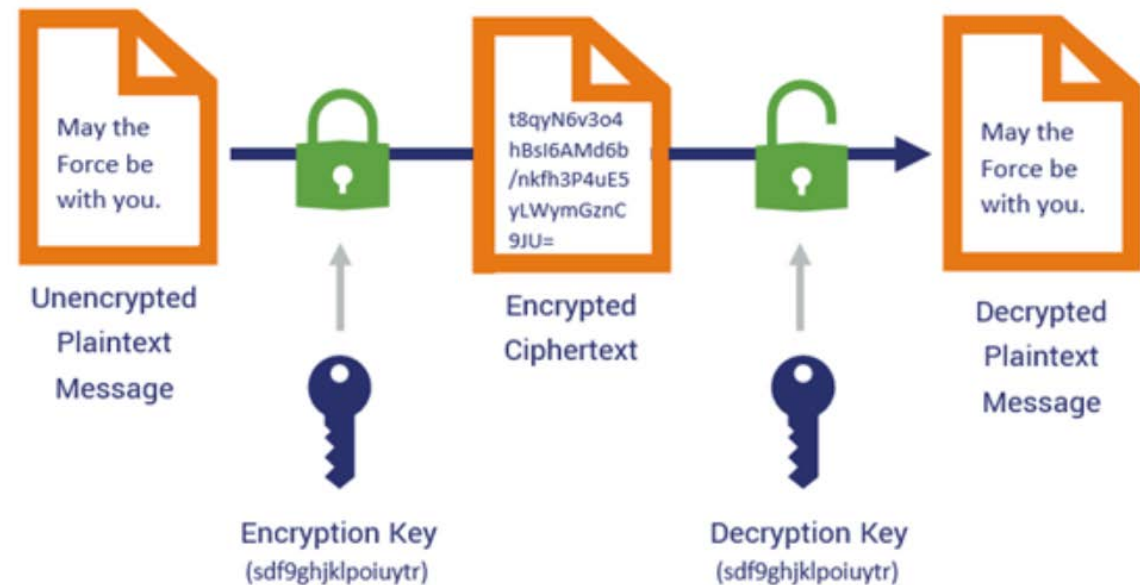 May the
Force be
with you.
Unencrypted
Plaintext
Message
t8qyN6v3o4
hBsI6AMd6b
/nkfh3P4uE5
yLWymGznC
9JU=
Encrypted
Ciphertext
May the
Force be
with you.
Decrypted
Plaintext
Message
Encryption Key
(sdf9ghjklpoiuytr)
Decryption Key
(sdf9ghjklpoiuytr)